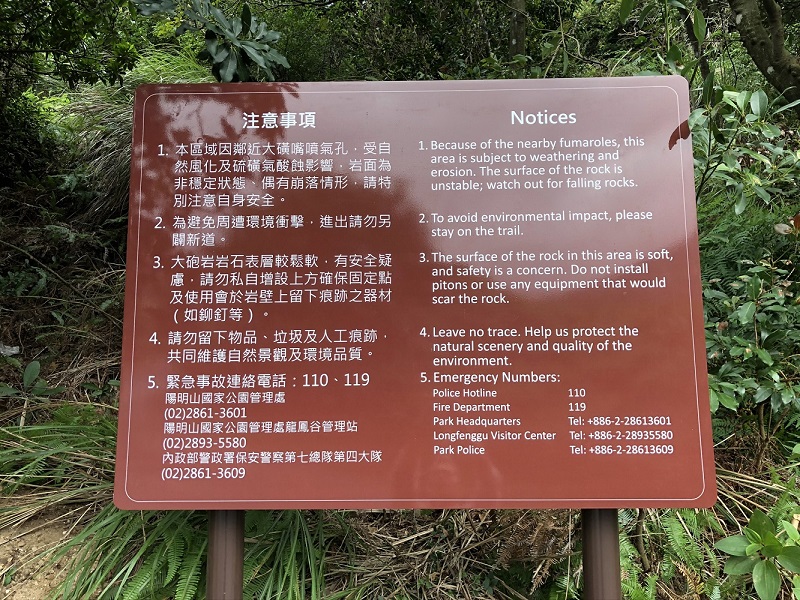 注意事項
1. 本區域因鄰近大磺嘴噴氣孔，受自
然風化及硫磺氣酸蝕影響，岩面為
非穩定狀態、偶有崩落情形，請特
別注意自身安全。
2. 為避免周遭環境衝擊，進出請勿另
闢新道。
3. 大砲岩岩石表層較鬆軟，有安全疑
慮，請勿私自增設上方確保固定點
及使用會於岩壁上留下痕跡之器材
（如鉚釘等）。
4. 請勿留下物品、垃圾及人工痕跡，
共同維護自然景觀及環境品質。
5. 緊急事故連絡電話：110、119
陽明山國家公園管理處
(02)2861-3601
陽明山國家公園管理處龍鳳谷管理站
(02)2893-5580
內政部警政署保安警察第七總隊第四大隊
(02)2861-3609
Notices
1. Because of the nearby fumaroles, this
area is subject to weathering and
erosion. The surface of the rock is
unstable; watch out for falling rocks.
2. To avoid environmental impact, please
stay on the trail.
3. The surface of the rock in this area is soft,
and safety is a concern. Do not install
pitons or use any equipment that would
scar the rock.
4. Leave no trace. Help us protect the
natural scenery and quality of the
environment.
5. Emergency Numbers:
Police Hotline 110
Fire Department 119
Park Headquarters Tel: +886-2-28613601
Longfenggu Visitor Center Tel: +886-2-28935580
Park Police Tel: +886-2-28613609